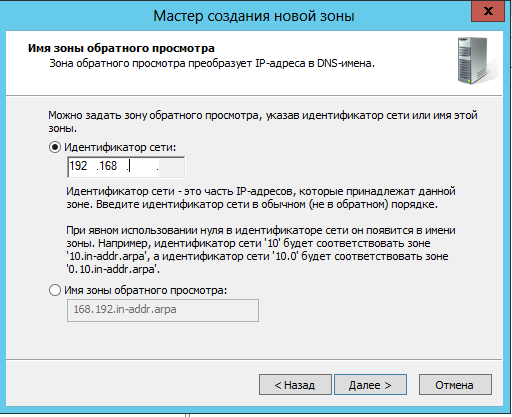 Мастер создания новой зоны
x
Имя зоны обратного просмотра
Зона обратного просмотра преобразует IP-адреса в DNS-имена.
Можно задать зону обратного просмотра, указав идентификатор сети или имя этой
зоны.
Идентификатор сети:
192 .168 . .
Идентификатор сети - это часть IP-адресов, которые принадлежат данной
зоне. Введите идентификатор сети в обычном (не в обратном) порядке.
При явном использовании нуля в идентификаторе сети он появится в имени
зоны. Например, идентификатор сети '10' будет соответствовать зоне
'10.in-addr.arpa', а идентификатор сети '10.0' будет соответствовать зоне
'0.10.in-addr.arpa'.
Имя зоны обратного просмотра:
168.192.in-addr.arpa
< Назад Далее > Отмена